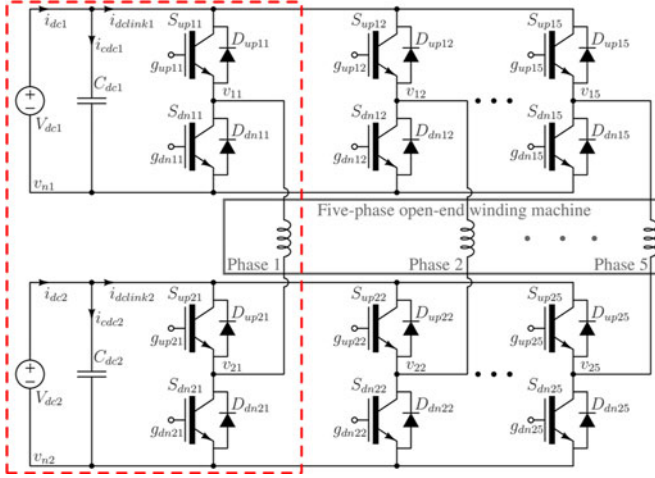 i_dc1 i_dclink1 S_up11 S_up12 S_up15
i_cdc1 D_up11 D_up12 D_up15
g_up11 g_up12 g_up15
C_dc1 v_11 v_12 v_15
V_dc1 S_dn11 S_dn12 S_dn15
D_dn11 D_dn12 D_dn15
g_dn11 g_dn12 g_dn15
v_n1
Five-phase open-end winding machine
Phase 1 Phase 2 Phase 5
i_dc2 i_dclink2 S_up21 S_up22 S_up25
i_cdc2 D_up21 D_up22 D_up25
g_up21 g_up22 g_up25
C_dc2 v_21 v_22 v_25
V_dc2 S_dn21 S_dn22 S_dn25
D_dn21 D_dn22 D_dn25
g_dn21 g_dn22 g_dn25
v_n2